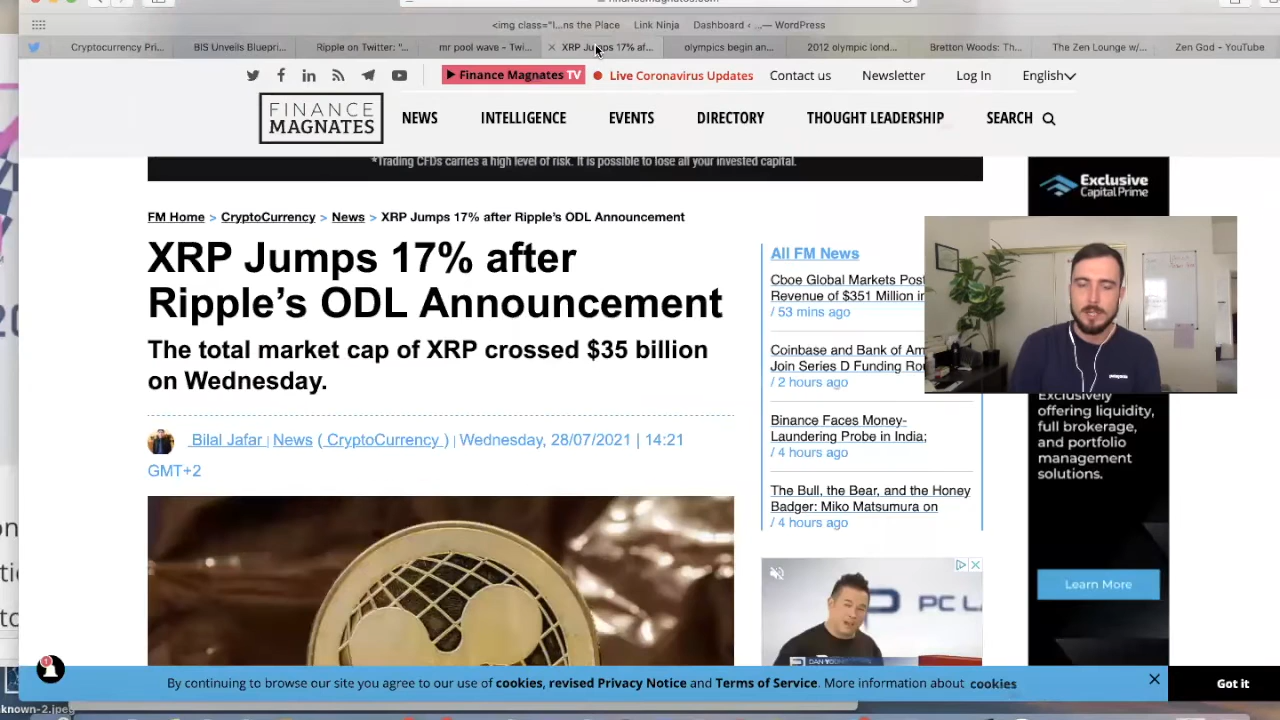 financemagnates.com
<img class="l...ns the Place Link Ninja Dashboard ‹ ... — WordPress
Cryptocurrency Pri... BIS Unveils Bluepri... Ripple on Twitter: "... mr pool wave - Twi... XRP Jumps 17% af... olympics begin an... 2012 olympic lond... Bretton Woods: Th... The Zen Lounge w/... Zen God - YouTube
Finance Magnates TV Live Coronavirus Updates Contact us Newsletter Log In English
FINANCE
MAGNATES
NEWS INTELLIGENCE EVENTS DIRECTORY THOUGHT LEADERSHIP SEARCH
*Trading CFDs carries a high level of risk. It is possible to lose all your invested capital.
FM Home > CryptoCurrency > News > XRP Jumps 17% after Ripple's ODL Announcement
XRP Jumps 17% after
Ripple's ODL Announcement
The total market cap of XRP crossed $35 billion
on Wednesday.
Bilal Jafar | News ( CryptoCurrency ) | Wednesday, 28/07/2021 | 14:21
GMT+2
All FM News
Cboe Global Markets Post
Revenue of $351 Million in
/ 53 mins ago
Coinbase and Bank of Am
Join Series D Funding Ro
/ 2 hours ago
Binance Faces Money-
Laundering Probe in India;
/ 4 hours ago
The Bull, the Bear, and the Honey
Badger: Miko Matsumura on
/ 4 hours ago
Exclusive
Capital Prime
Exclusively
offering liquidity,
full brokerage,
and portfolio
management
solutions.
Learn More
PC
1
By continuing to browse our site you agree to our use of cookies, revised Privacy Notice and Terms of Service. More information about cookies
Got it
known-2.jpeg